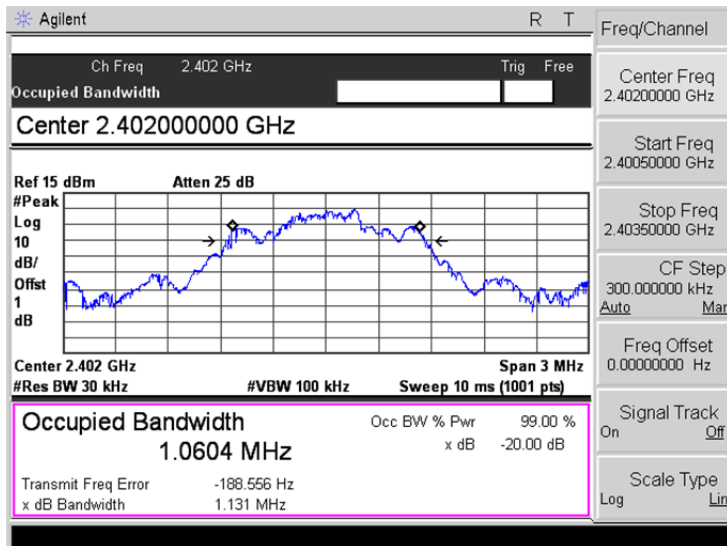 Agilent R T
Ch Freq 2.402 GHz Trig Free
Occupied Bandwidth
Center 2.402000000 GHz
Ref 15 dBm Atten 25 dB
#Peak
Log
10
dB/
Offst
1
dB
Center 2.402 GHz Span 3 MHz
#Res BW 30 kHz #VBW 100 kHz Sweep 10 ms (1001 pts)
Occupied Bandwidth Occ BW % Pwr 99.00 %
1.0604 MHz x dB -20.00 dB
Transmit Freq Error -188.556 Hz
x dB Bandwidth 1.131 MHz
Freq/Channel
Center Freq
2.40200000 GHz
Start Freq
2.40050000 GHz
Stop Freq
2.40350000 GHz
CF Step
300.000000 kHz
Auto Man
Freq Offset
0.00000000 Hz
Signal Track
On Off
Scale Type
Log Lin